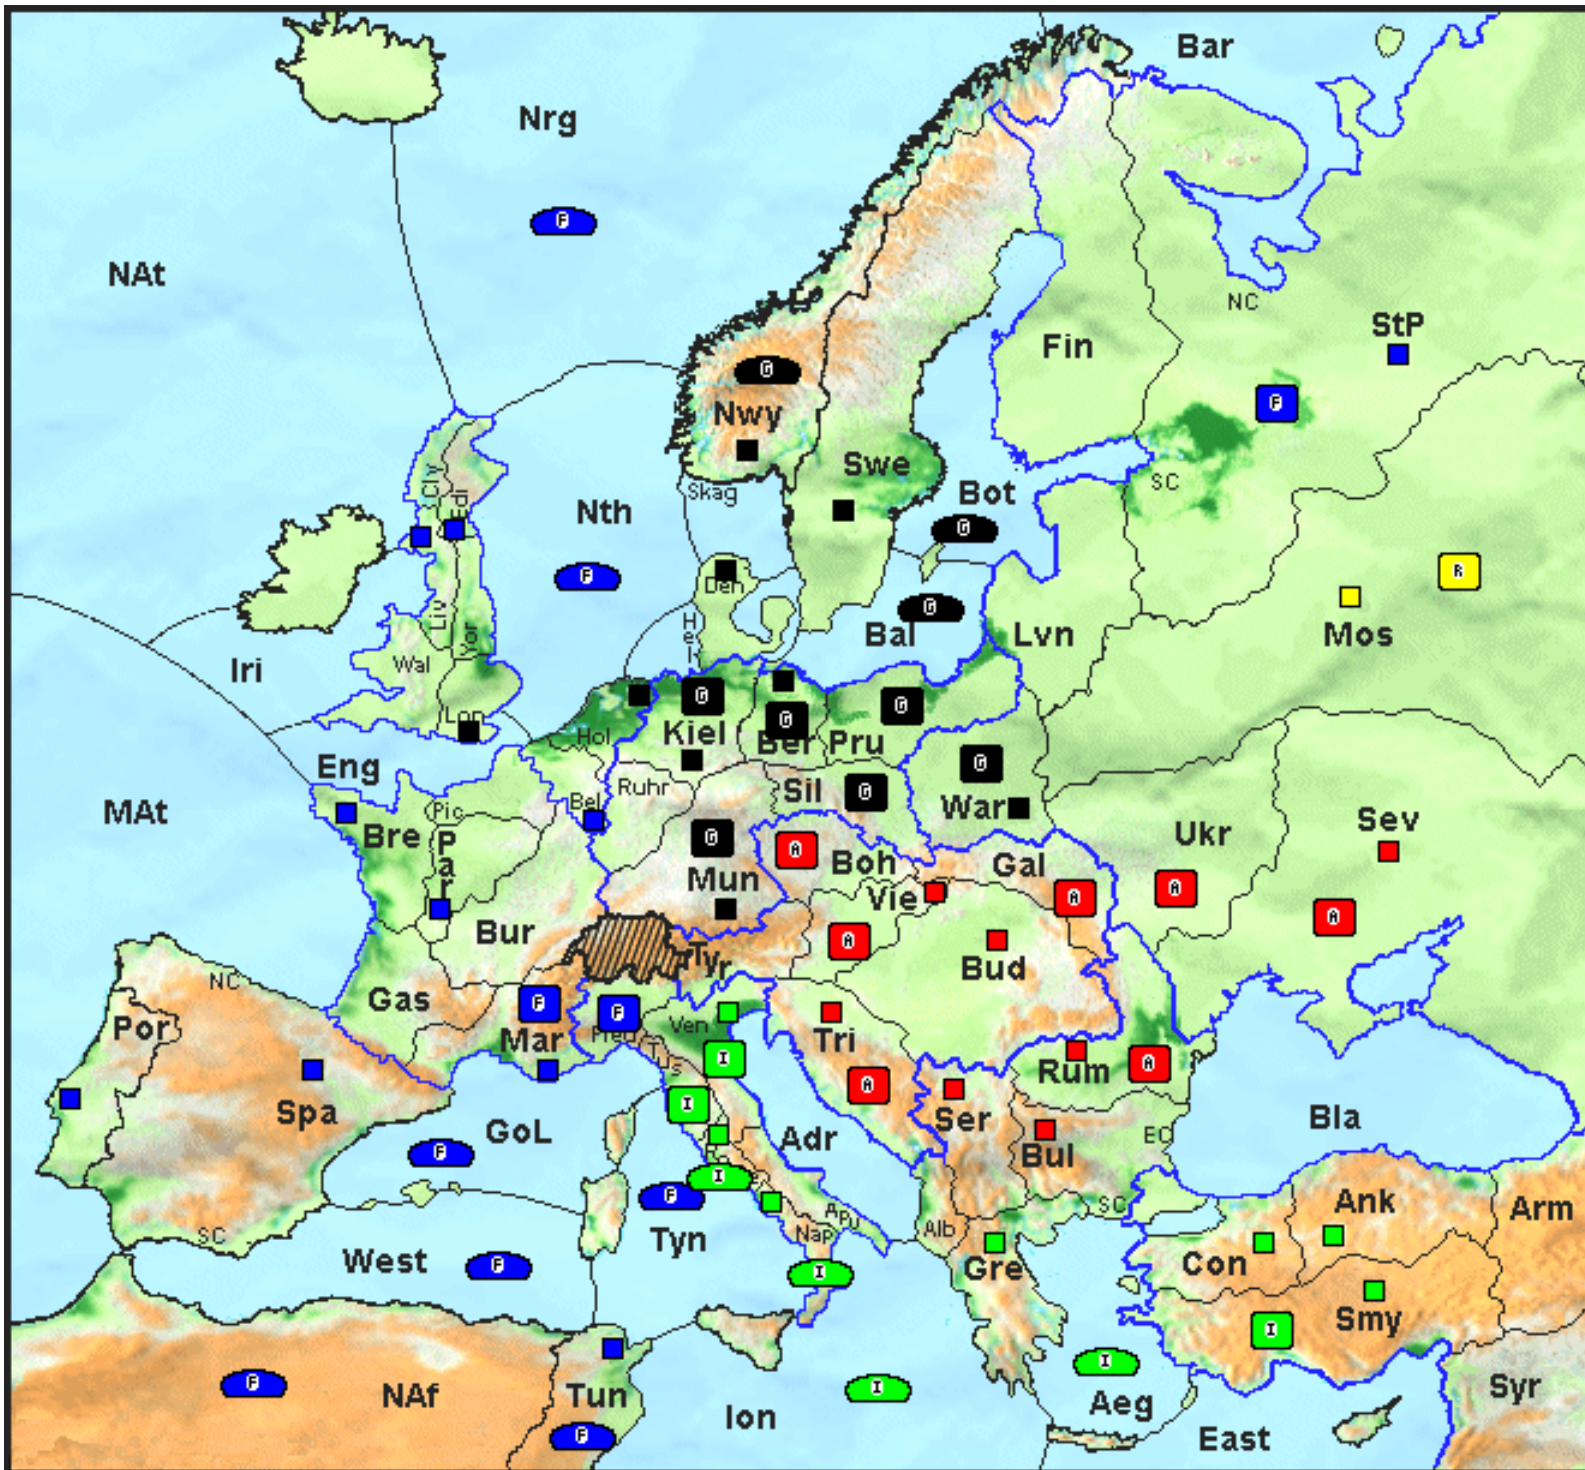 Bar
Nrg
F
NAt
NC
StP
Fin
F
G
Nwy
Swe
Cly
Edi
Skag
Bot
SC
Nth
G
F
Den
R
G
Bal
Lvn
Mos
Hel
Liv
Yor
Wal
Iri
G
G
G
Lon
Hol
Kiel
Ber
Pru
Eng
G
Ruhr
Sil
G
War
MAt
Bel
Pic
Bre
Par
G
A
Boh
Gal
Ukr
Sev
Mun
Vie
A
A
A
Bur
A
Bud
Tyr
NC
Gas
F
F
Por
Mar
Pied
Ven
Tri
Tus
I
Rum
A
A
Spa
I
Ser
GoL
Adr
Bla
EC
Bul
F
Rom
I
F
Ank
SC
Apu
Arm
SC
Alb
Nap
Tyn
West
F
I
Gre
Con
Smy
I
F
NAf
Tun
I
I
Syr
Ion
Aeg
F
East